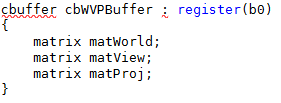 cbuffer cbWVPBuffer : register(b0)
{
    matrix matWorld;
    matrix matView;
    matrix matProj;
}